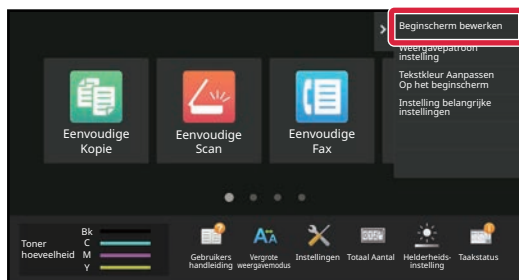 Beginscherm bewerken
Weergavepatroon
instelling
Tekstkleur Aanpassen
Op het beginscherm
Instelling belangrijke
instellingen
Eenvoudige
Kopie
Eenvoudige
Scan
Eenvoudige
Fax
Toner
hoeveelheid
Bk
C
M
Y
Gebruikers
handleiding
Vergrote
weergavemodus
Instellingen
Totaal Aantal
Helderheids-
instelling
Taakstatus